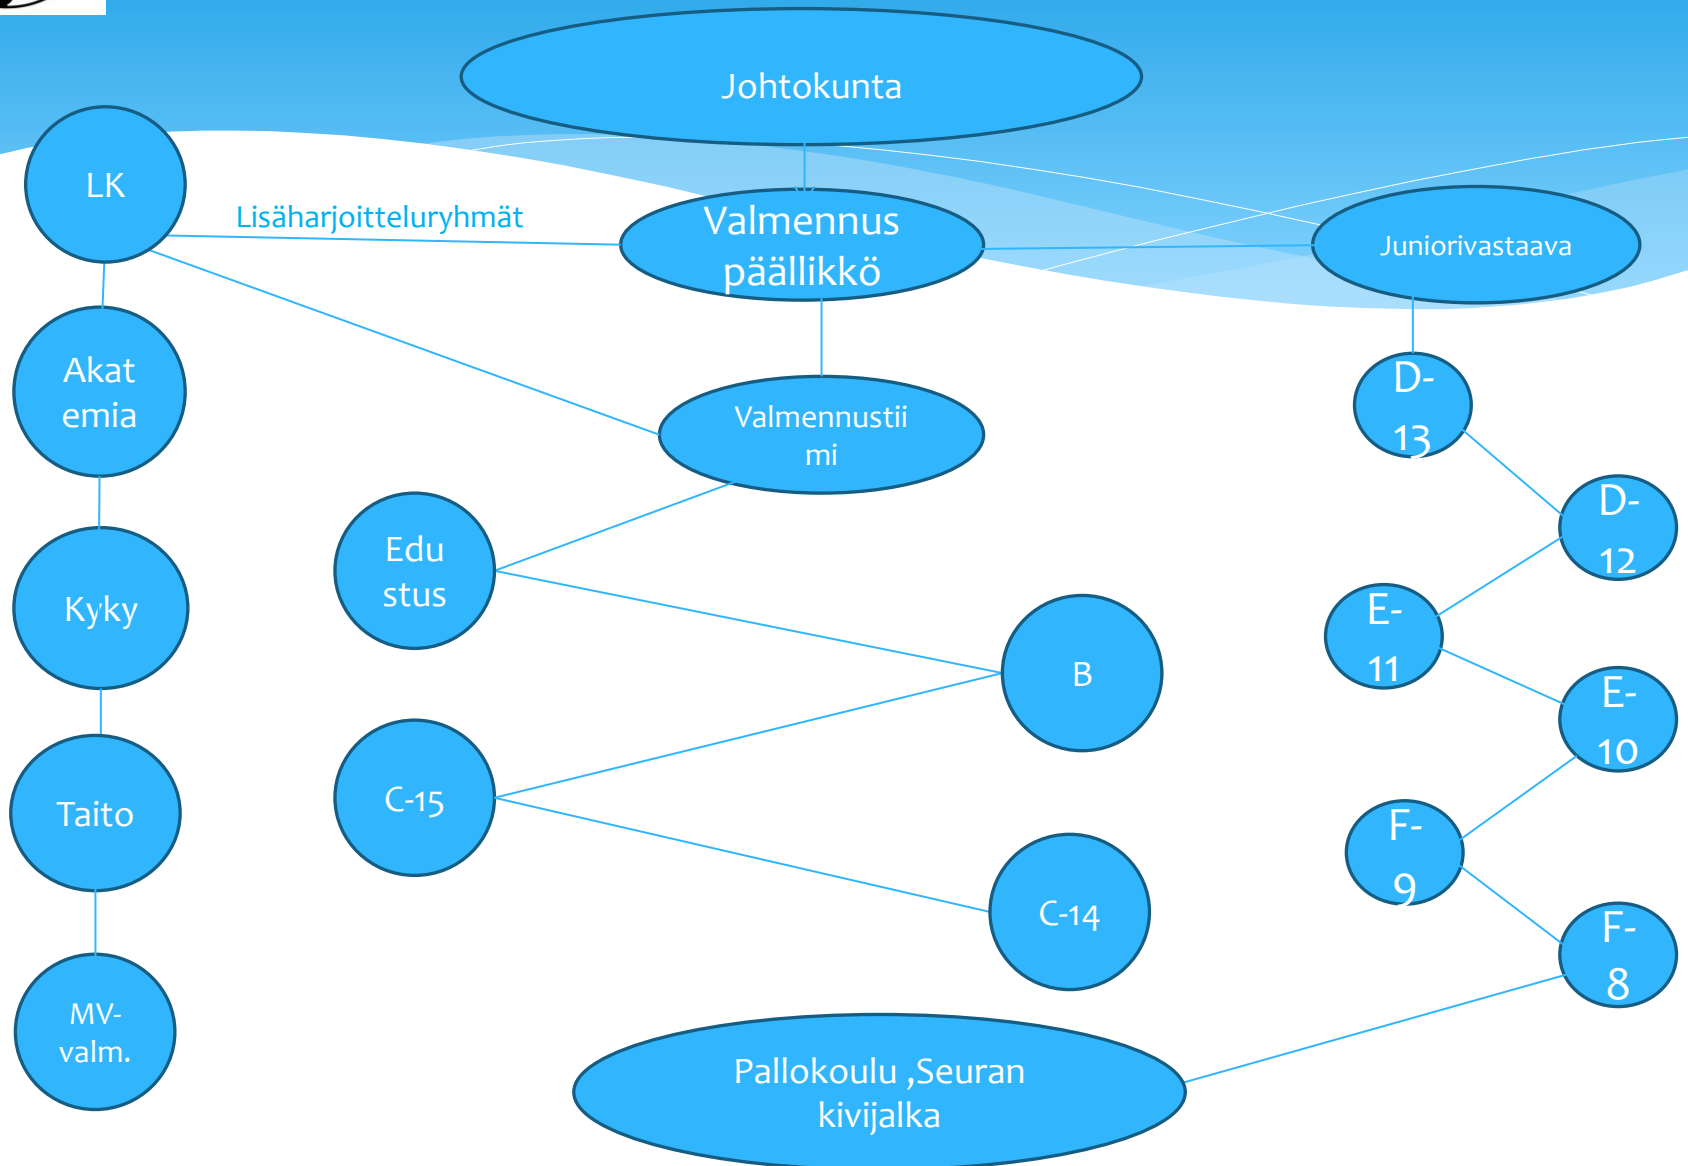 Johtokunta
LK
Lisäharjoitteluryhmät
Valmennus
päällikkö
Juniorivastaava
Akat
emia
Valmennustii
mi
D-
13
D-
12
Edu
stus
Kyky
E-
11
B
E-
10
C-15
Taito
F-
9
C-14
F-
8
MV-
valm.
Pallokoulu ,Seuran
kivijalka